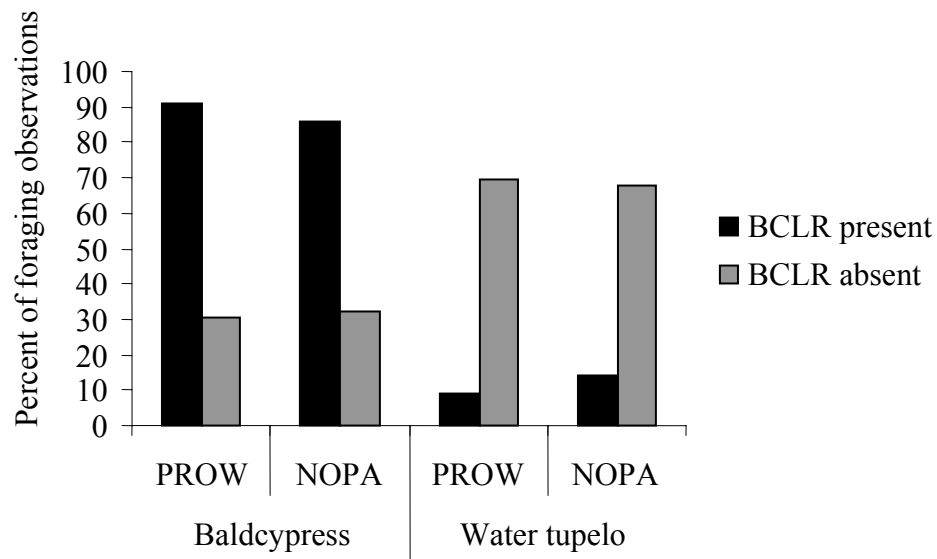 Percent of foraging observations
100
90
80
70
60
50
40
30
20
10
0
PROW NOPA PROW NOPA
Baldcypress Water tupelo
BCLR present
BCLR absent